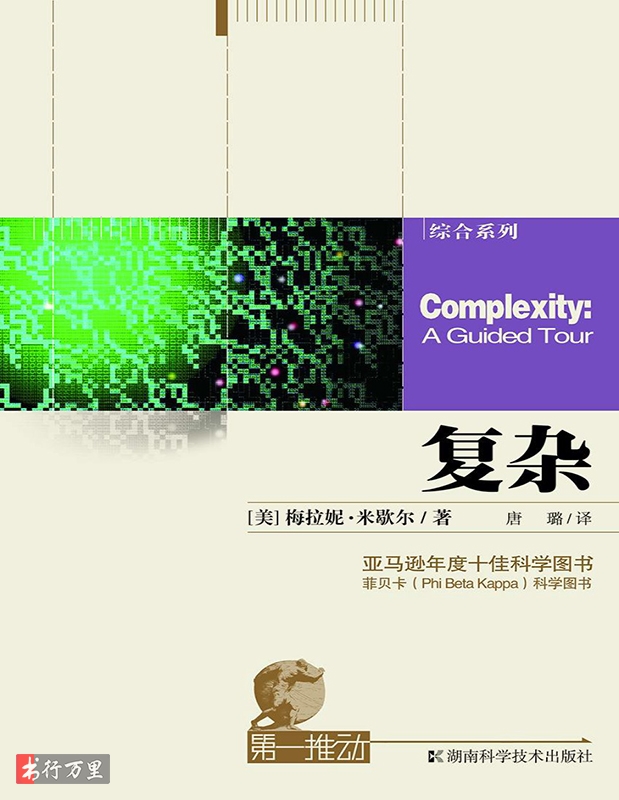 综合系列
Complexity:
A Guided Tour
复杂
[美] 梅拉妮·米歇尔 / 著 唐 璐 / 译
亚马逊年度十佳科学图书
菲贝卡（Phi Beta Kappa）科学图书
第一推动
湖南科学技术出版社
书行万里